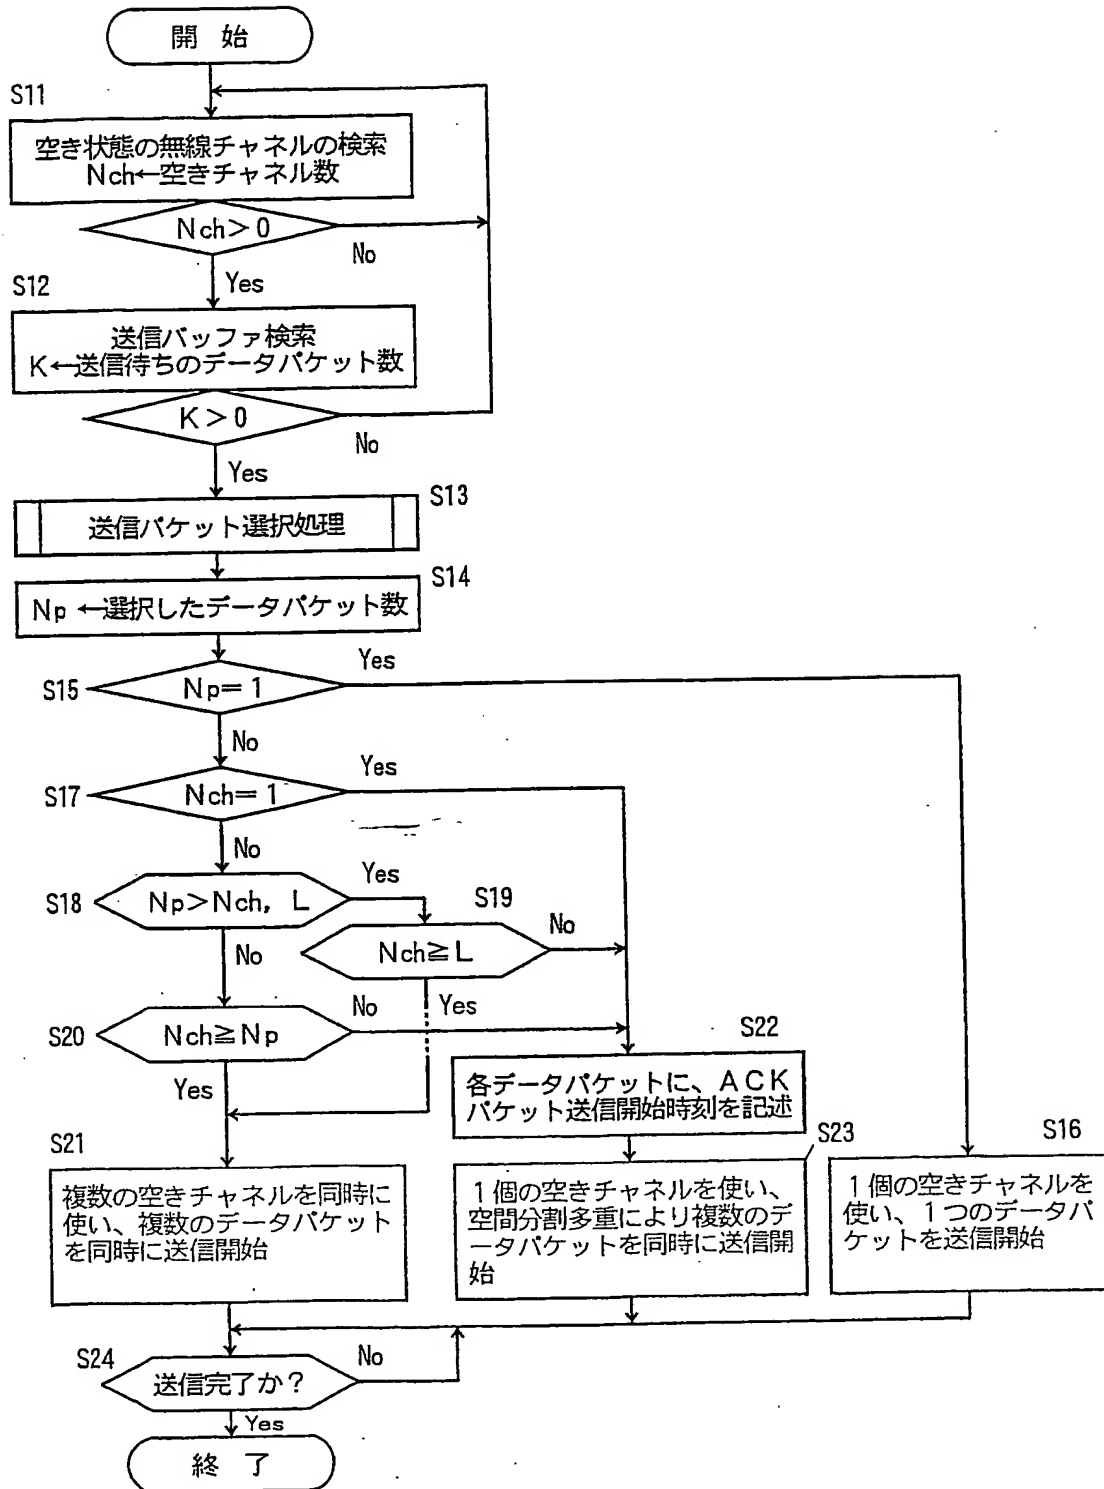 開 始
S11
空き状態の無線チャネルの検索
Nch←空きチャネル数
Nch>0
No
Yes
S12
送信バッファ検索
K←送信待ちのデータパケット数
K>0
No
Yes
S13
送信パケット選択処理
S14
Np←選択したデータパケット数
S15
Np=1
Yes
No
S17
Nch=1
Yes
No
S18
Np>Nch, L
Yes
No
S19
Nch≧L
No
Yes
S20
Nch≧Np
No
Yes
S22
各データパケットに、ACK
パケット送信開始時刻を記述
S21
複数の空きチャネルを同時に
使い、複数のデータパケット
を同時に送信開始
S23
1個の空きチャネルを使い、
空間分割多重により複数のデ
ータパケットを同時に送信開
始
S16
1個の空きチャネルを
使い、1つのデータパ
ケットを送信開始
S24
送信完了か?
No
Yes
終 了